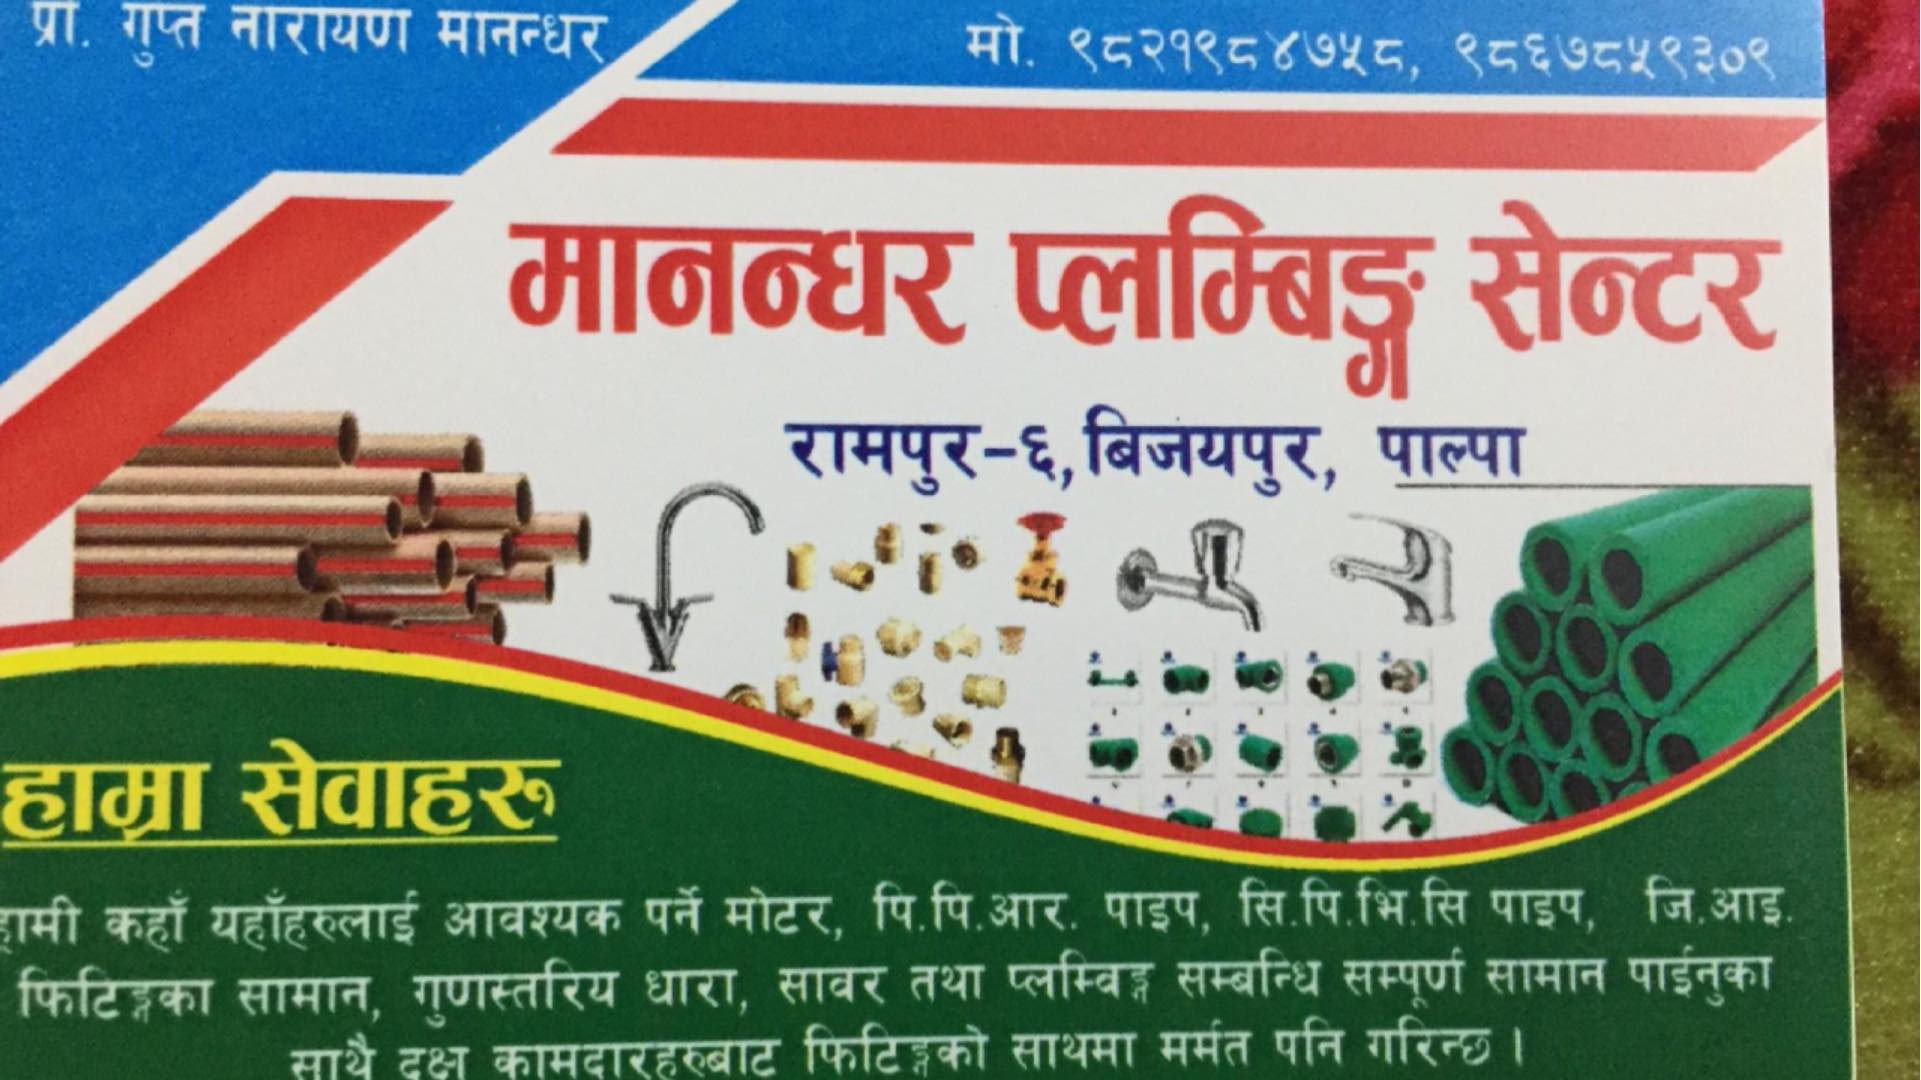 प्रो. गुप्त नारायण मानन्धर
मो. ९८२१९८४७५८, ९८६७८५९३०९
मानन्धर प्लम्बिङ्ग सेन्टर
रामपुर-६, बिजयपुर, पाल्पा
हाम्रा सेवाहरु
हामी कहाँ यहाँहरुलाई आवश्यक पर्ने मोटर, पि.पि.आर. पाइप, सि.पि.भि.सि पाइप, जि.आइ.
फिटिङ्गका सामान, गुणस्तरिय धारा, सावर तथा प्लम्विङ्ग सम्बन्धि सम्पूर्ण सामान पाईनुका
साथै दक्ष कामदारहरुबाट फिटिङ्गको साथमा मर्मत पनि गरिन्छ ।